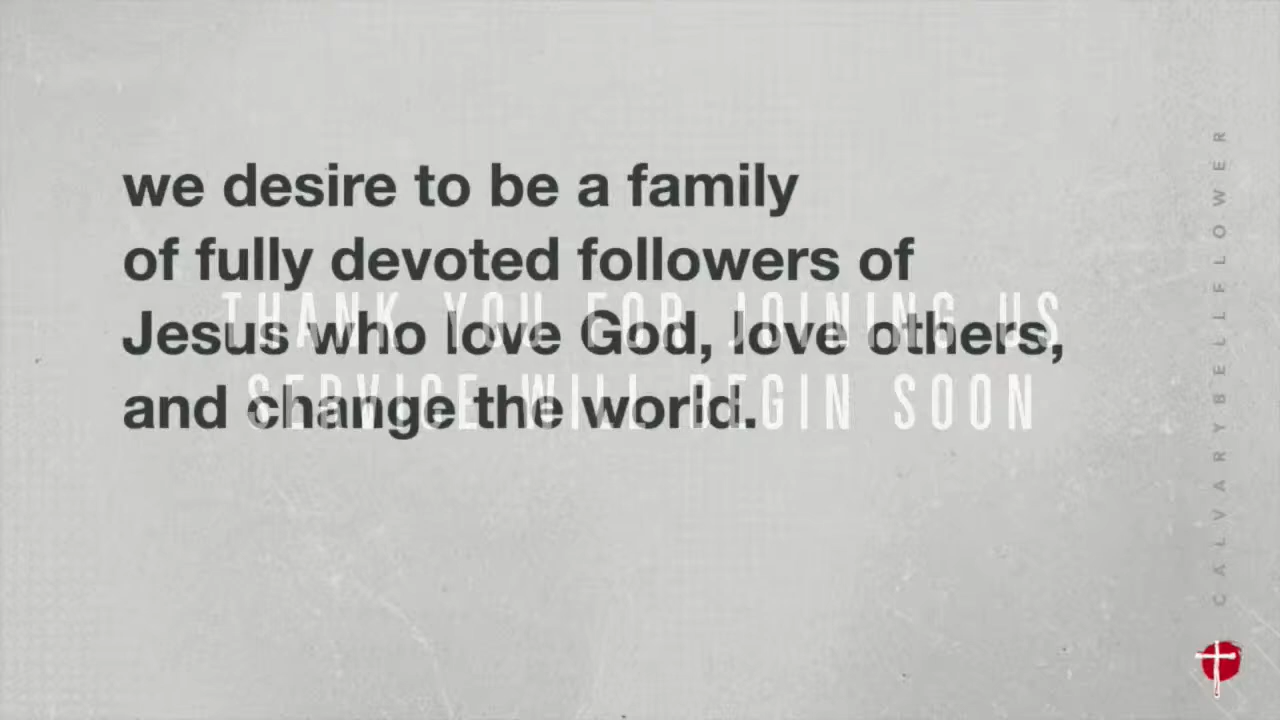 we desire to be a family
of fully devoted followers of
Jesus who love God, love others,
and change the world.
THANK YOU FOR JOINING US
SERVICE WILL BEGIN SOON
CALVARYBELLFLOWER